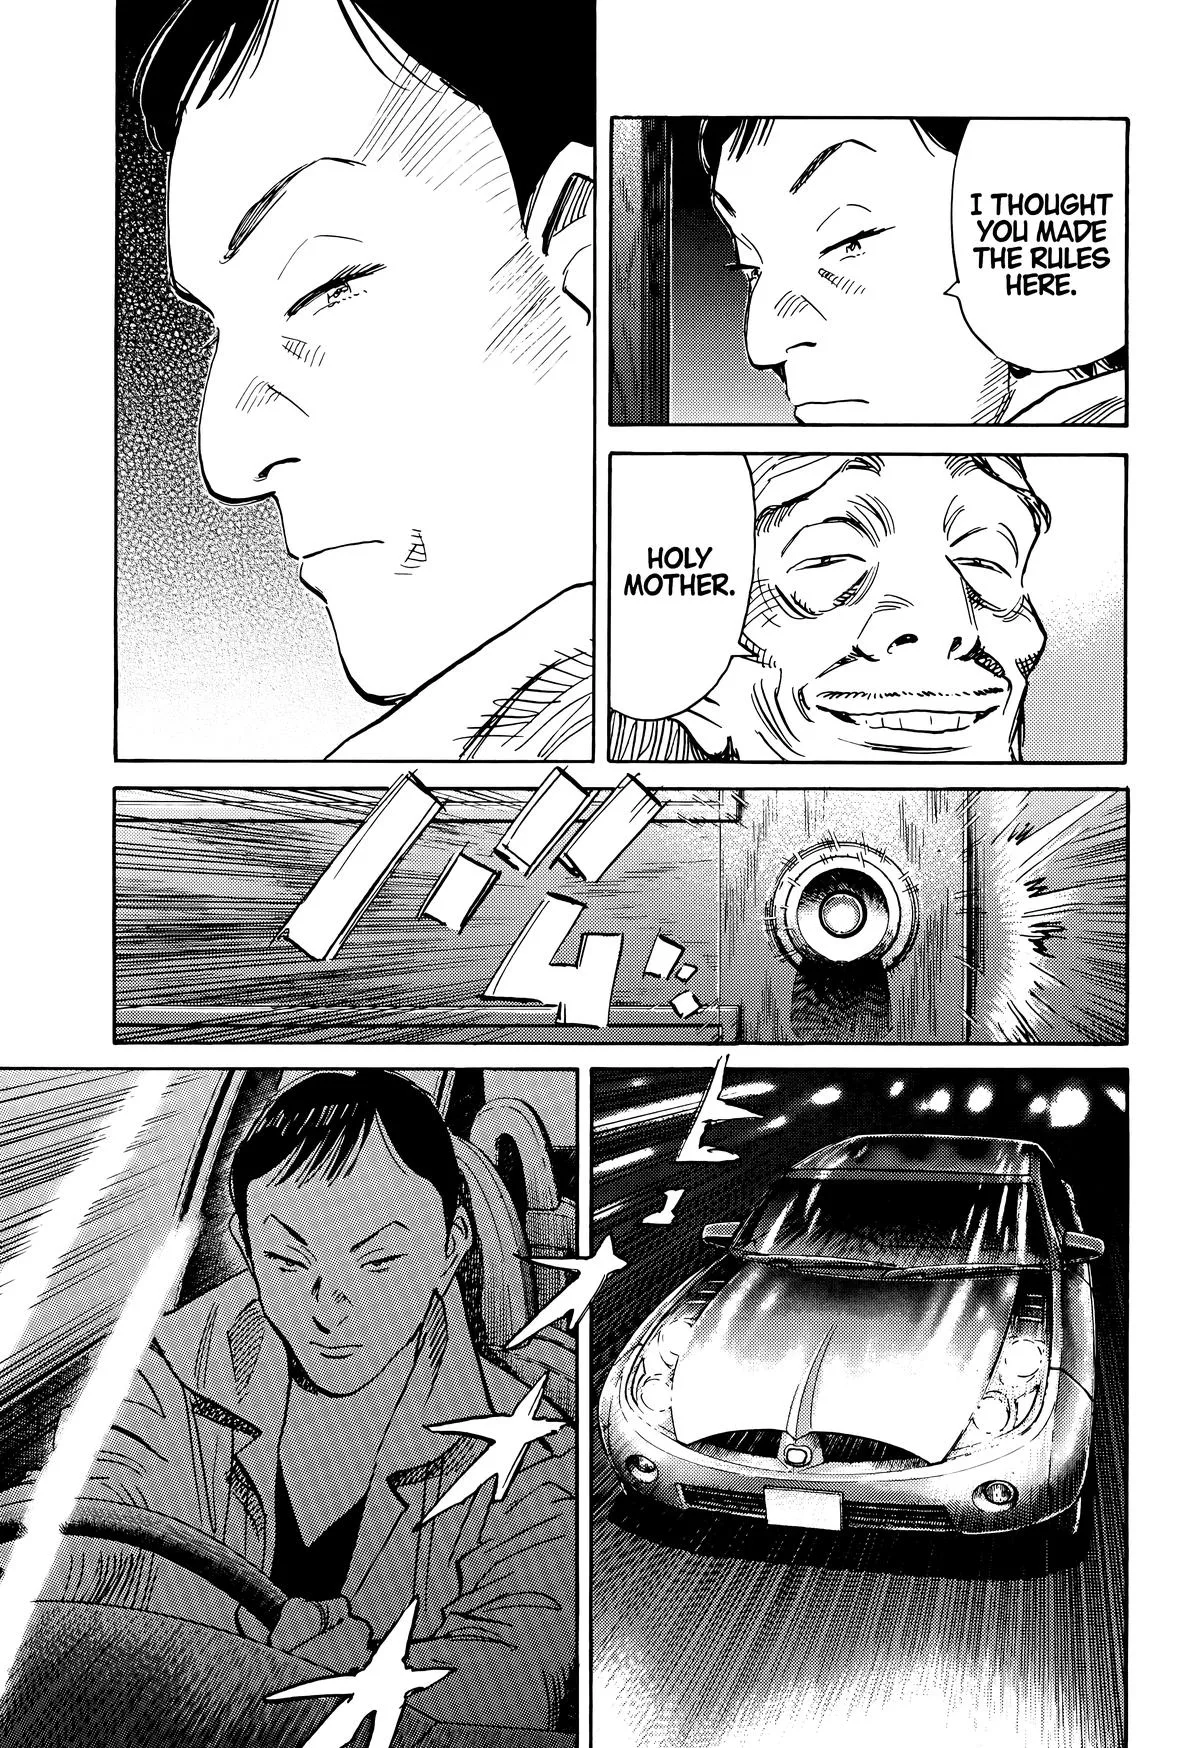 I THOUGHT
YOU MADE
THE RULES
HERE.
HOLY
MOTHER.